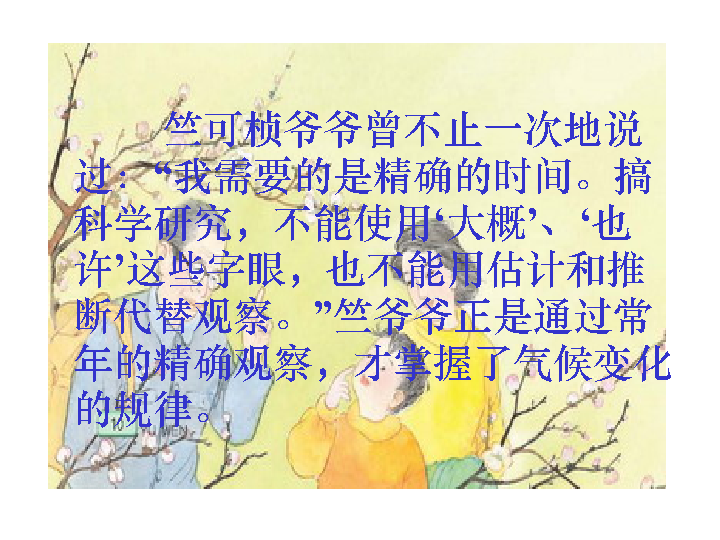 竺可桢爷爷曾不止一次地说
过：“我需要的是精确的时间。搞
科学研究，不能使用‘大概’、‘也
许’这些字眼，也不能用估计和推
断代替观察。”竺爷爷正是通过常
年的精确观察，才掌握了气候变化
的规律。
10 YU WEN